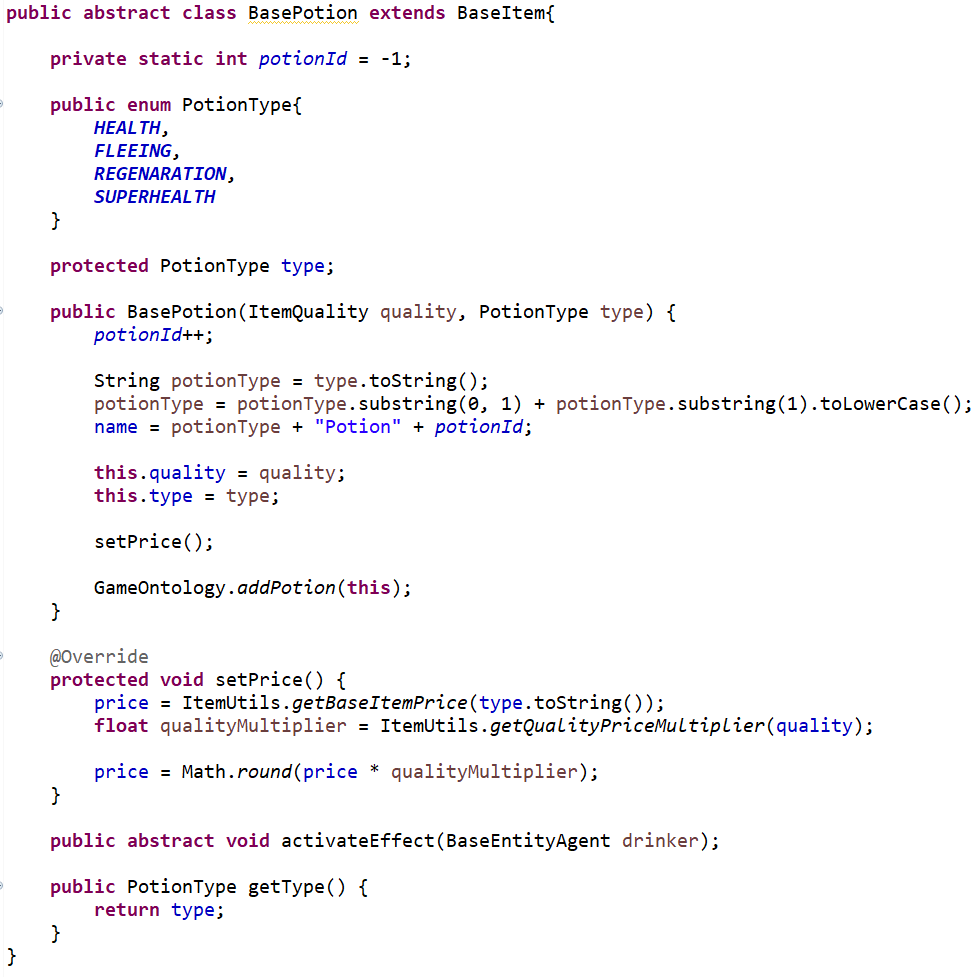 public abstract class BasePotion extends BaseItem{
private static int potionId = -1;
public enum PotionType{
HEALTH,
FLEEING,
REGENARATION,
SUPERHEALTH
}
protected PotionType type;
public BasePotion(ItemQuality quality, PotionType type) {
potionId++;
String potionType = type.toString();
potionType = potionType.substring(0, 1) + potionType.substring(1).toLowerCase();
name = potionType + "Potion" + potionId;
this.quality = quality;
this.type = type;
setPrice();
GameOntology.addPotion(this);
}
@Override
protected void setPrice() {
price = ItemUtils.getBaseItemPrice(type.toString());
float qualityMultiplier = ItemUtils.getQualityPriceMultiplier(quality);
price = Math.round(price * qualityMultiplier);
}
public abstract void activateEffect(BaseEntityAgent drinker);
public PotionType getType() {
return type;
}
}